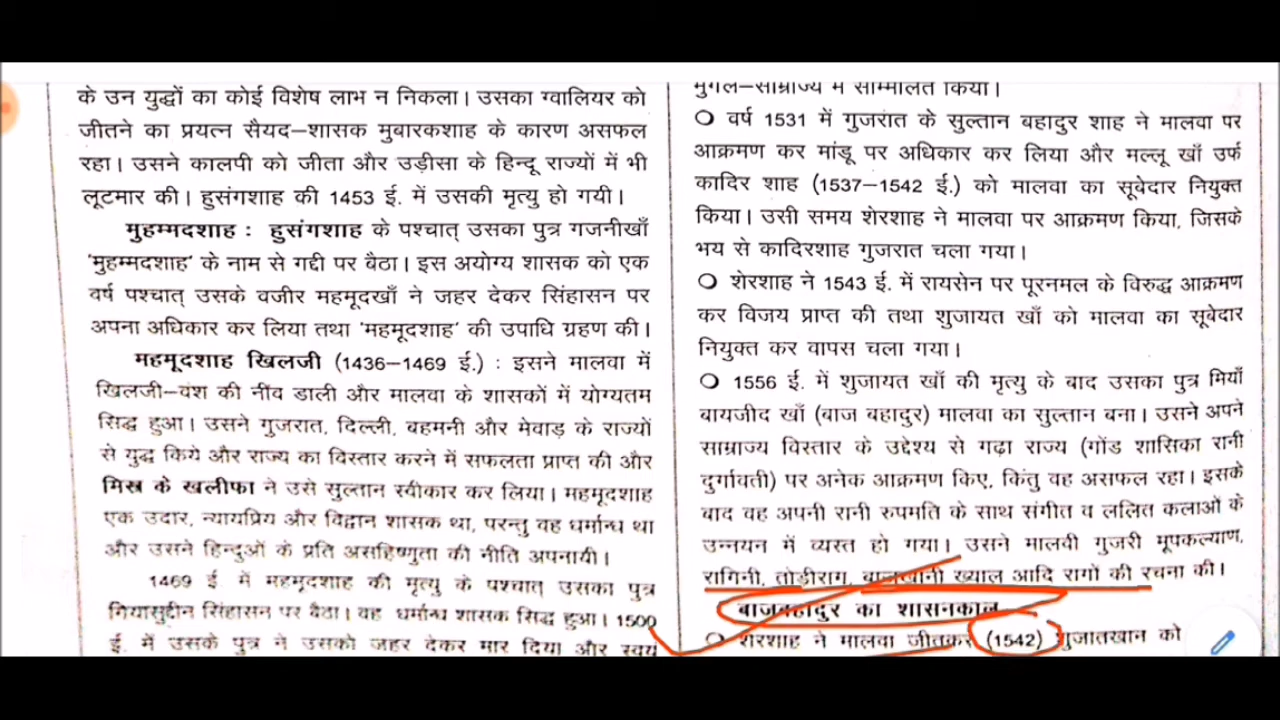 के उन युद्धों का कोई विशेष लाभ न निकला। उसका ग्वालियर को
जीतने का प्रयत्न सैयद–शासक मुबारकशाह के कारण असफल
रहा। उसने कालपी को जीता और उड़ीसा के हिन्दू राज्यों में भी
लूटमार की। हुसंगशाह की 1453 ई. में उसकी मृत्यु हो गयी।
मुहम्मदशाह : हुसंगशाह के पश्चात् उसका पुत्र गजनीखाँ
'मुहम्मदशाह' के नाम से गद्दी पर बैठा। इस अयोग्य शासक को एक
वर्ष पश्चात् उसके वजीर महमूदखाँ ने जहर देकर सिंहासन पर
अपना अधिकार कर लिया तथा 'महमूदशाह' की उपाधि ग्रहण की।
महमूदशाह खिलजी (1436–1469 ई.) : इसने मालवा में
खिलजी–वंश की नींव डाली और मालवा के शासकों में योग्यतम
सिद्ध हुआ। उसने गुजरात, दिल्ली, बहमनी और मेवाड़ के राज्यों
से युद्ध किये और राज्य का विस्तार करने में सफलता प्राप्त की और
मिस्र के खलीफा ने उसे सुल्तान स्वीकार कर लिया। महमूदशाह
एक उदार, न्यायप्रिय और विद्वान शासक था, परन्तु वह धर्मान्ध था
और उसने हिन्दुओं के प्रति असहिष्णुता की नीति अपनायी।
1469 ई में महमूदशाह की मृत्यु के पश्चात् उसका पुत्र
गियासुद्दीन सिंहासन पर बैठा। वह धर्मान्ध शासक सिद्ध हुआ। 1500
ई. में उसके पुत्र ने उसको जहर देकर मार दिया और स्वयं
मुगल–साम्राज्य में सम्मिलित किया।
○ वर्ष 1531 में गुजरात के सुल्तान बहादुर शाह ने मालवा पर
आक्रमण कर मांडू पर अधिकार कर लिया और मल्लू खाँ उर्फ
कादिर शाह (1537–1542 ई.) को मालवा का सूबेदार नियुक्त
किया। उसी समय शेरशाह ने मालवा पर आक्रमण किया, जिसके
भय से कादिरशाह गुजरात चला गया।
○ शेरशाह ने 1543 ई. में रायसेन पर पूरनमल के विरुद्ध आक्रमण
कर विजय प्राप्त की तथा शुजायत खाँ को मालवा का सूबेदार
नियुक्त कर वापस चला गया।
○ 1556 ई. में शुजायत खाँ की मृत्यु के बाद उसका पुत्र मियाँ
बायजीद खाँ (बाज बहादुर) मालवा का सुल्तान बना। उसने अपने
साम्राज्य विस्तार के उद्देश्य से गढ़ा राज्य (गोंड शासिका रानी
दुर्गावती) पर अनेक आक्रमण किए, किंतु वह असफल रहा। इसके
बाद वह अपनी रानी रुपमति के साथ संगीत व ललित कलाओं के
उन्नयन में व्यस्त हो गया। उसने मालवी गुजरी मूपकल्याण,
रागिनी, तोड़ीराग, बाजखानी ख्याल आदि रागों की रचना की।
बाजबहादुर का शासनकाल
○ शेरशाह ने मालवा जीतकर (1542) शुजातखान को